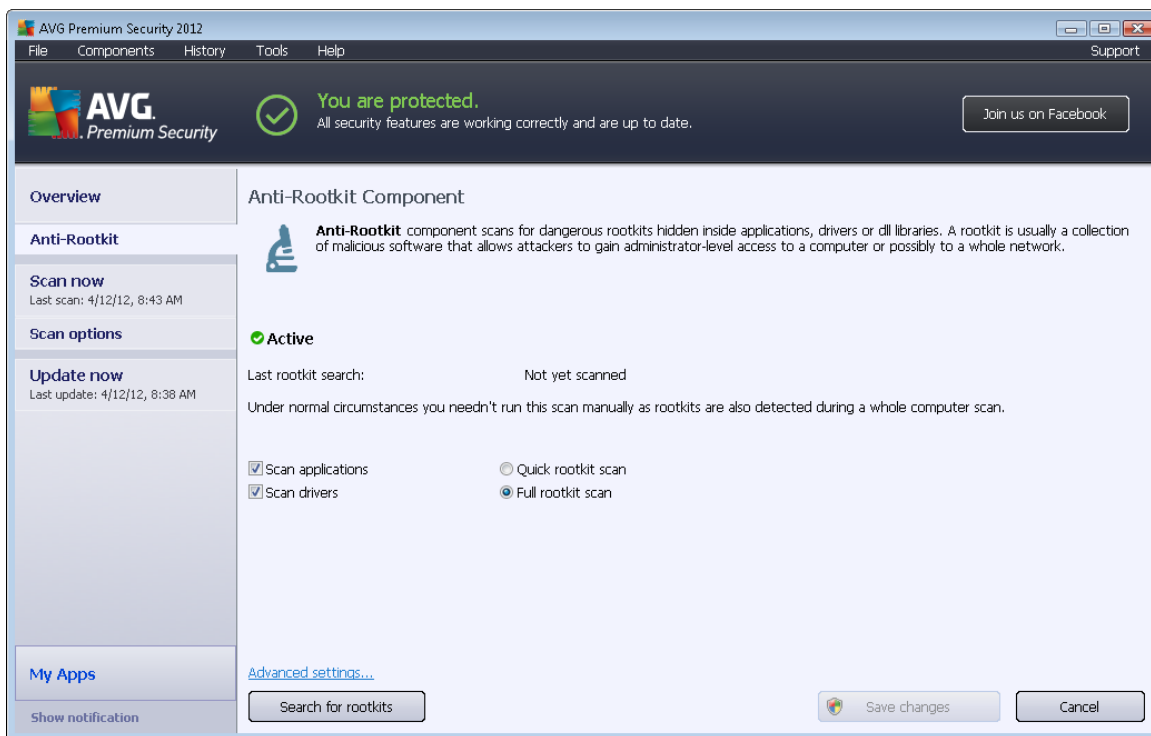 AVG Premium Security 2012
File Components History Tools Help Support
AVG.
Premium Security
You are protected.
All security features are working correctly and are up to date.
Join us on Facebook
Overview
Anti-Rootkit
Scan now
Last scan: 4/12/12, 8:43 AM
Scan options
Update now
Last update: 4/12/12, 8:38 AM
My Apps
Show notification
Anti-Rootkit Component
Anti-Rootkit component scans for dangerous rootkits hidden inside applications, drivers or dll libraries. A rootkit is usually a collection
of malicious software that allows attackers to gain administrator-level access to a computer or possibly to a whole network.
Active
Last rootkit search: Not yet scanned
Under normal circumstances you needn't run this scan manually as rootkits are also detected during a whole computer scan.
Scan applications Quick rootkit scan
Scan drivers Full rootkit scan
Advanced settings...
Search for rootkits Save changes Cancel